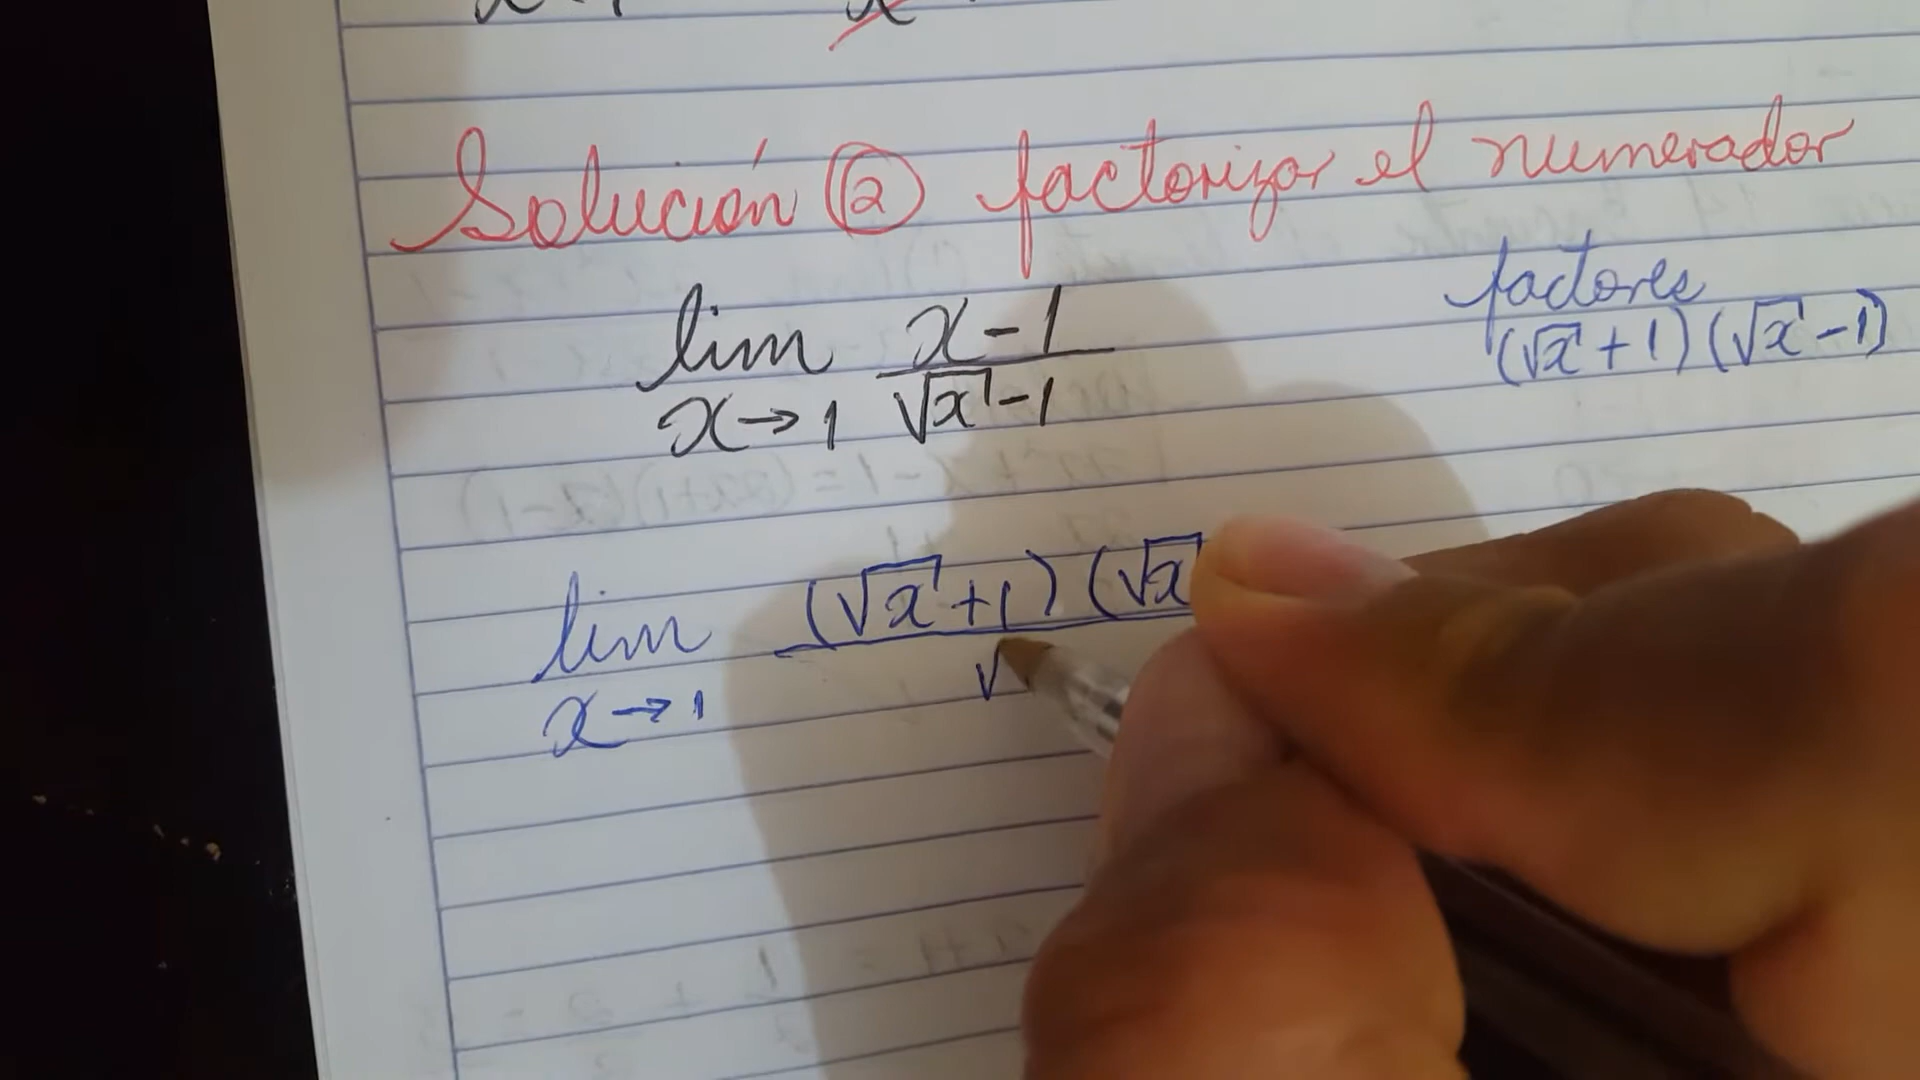 Solución ② factorizar el numerador
factores
(√x + 1) (√x - 1)
lim x - 1
x → 1 √x - 1
lim (√x + 1) (√x
x → 1 √